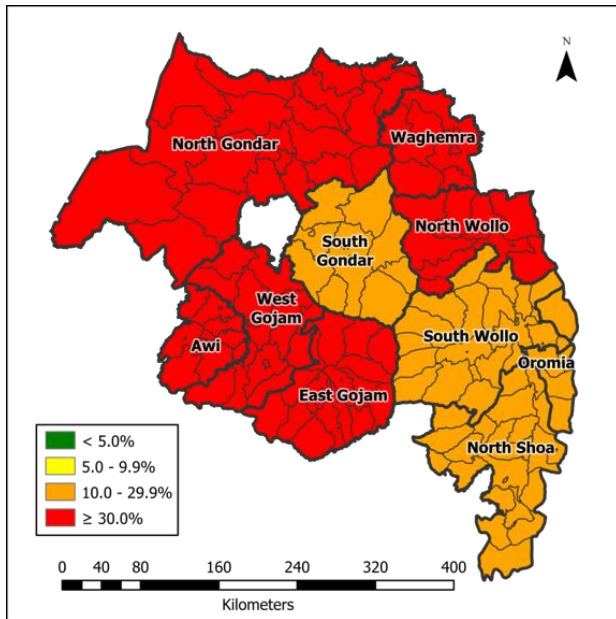 N
North Gondar
Waghemra
North Wollo
South
Gondar
West
Gojam
South Wollo
Awi
Oromia
East Gojam
North Shoa
< 5.0%
5.0 - 9.9%
10.0 - 29.9%
≥ 30.0%
0 40 80 160 240 320 400
Kilometers